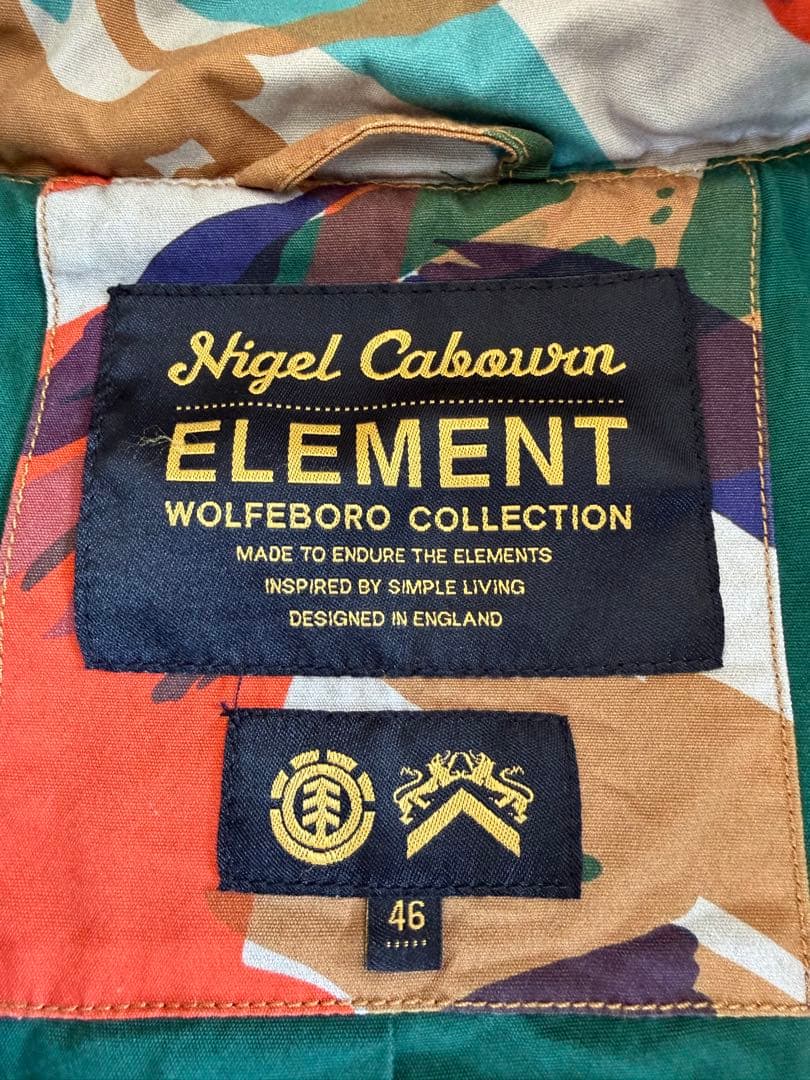 Nigel Cabourn
ELEMENT
WOLFEBORO COLLECTION
MADE TO ENDURE THE ELEMENTS
INSPIRED BY SIMPLE LIVING
DESIGNED IN ENGLAND
46